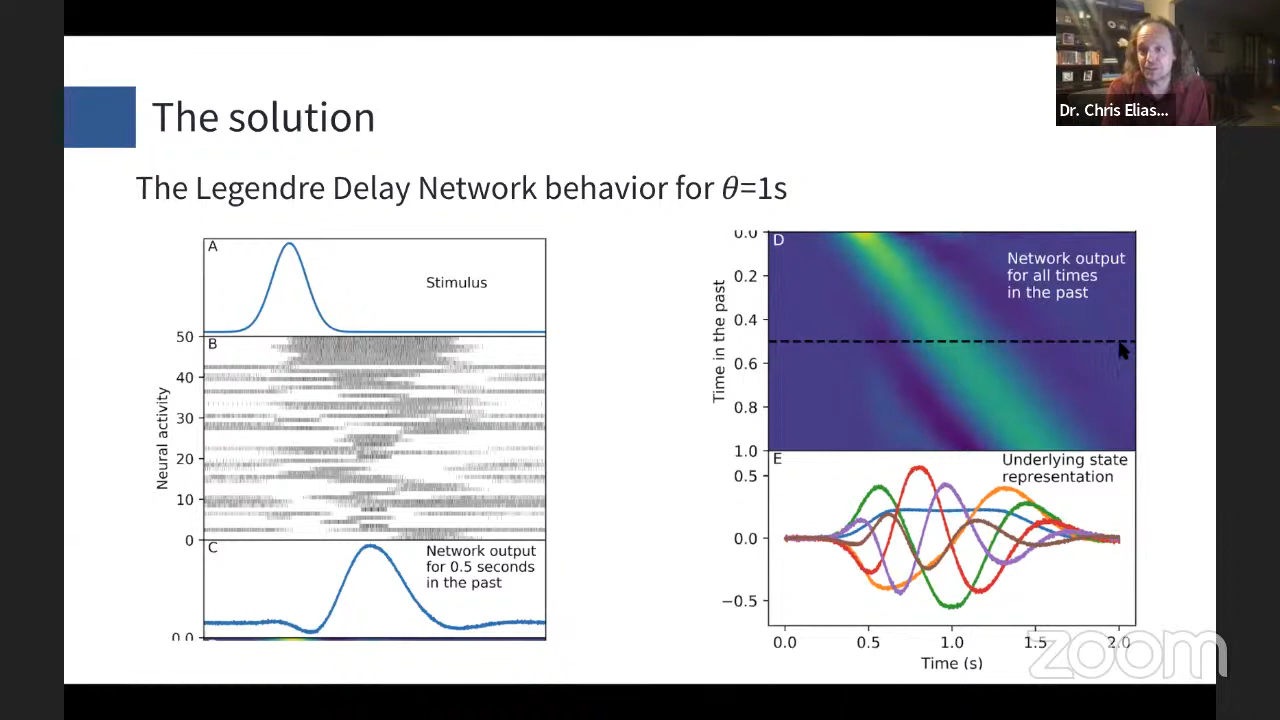 Dr. Chris Elias...
The solution
The Legendre Delay Network behavior for θ=1s
A
Stimulus
50
B
40
30
20
10
0
Neural activity
C
Network output
for 0.5 seconds
in the past
0.0
D
Network output
for all times
in the past
0.0
0.2
0.4
0.6
0.8
1.0
Time in the past
E
Underlying state
representation
0.5
0.0
−0.5
0.0 0.5 1.0 1.5 2.0
Time (s)
zoom